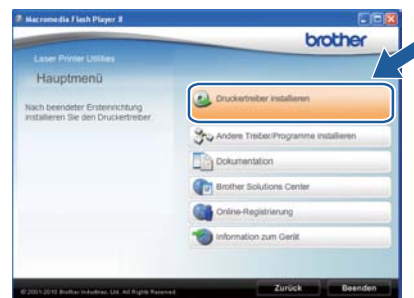 Macromedia Flash Player 8
brother
Laser Printer Utilities
Hauptmenü
Nach beendeter Ersteinrichtung
installieren Sie den Druckertreiber.
Druckertreiber installieren
Andere Treiber/Programme installieren
Dokumentation
Brother Solutions Center
Online-Registrierung
Information zum Gerät
© 2001-2010 Brother Industries, Ltd. All Rights Reserved.
Zurück
Beenden